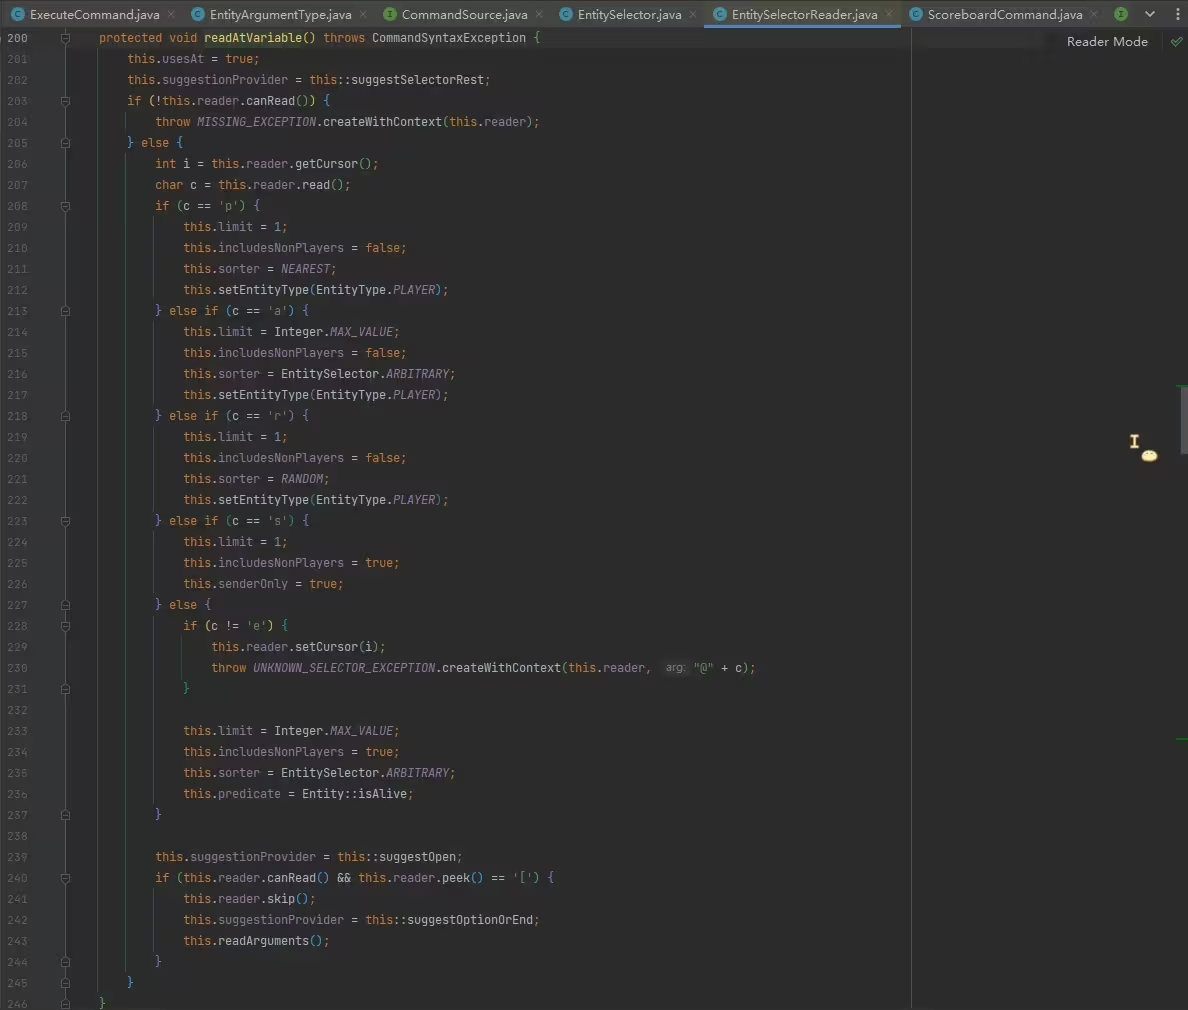 ExecuteCommand.java EntityArgumentType.java CommandSource.java EntitySelector.java EntitySelectorReader.java ScoreboardCommand.java
Reader Mode
200 protected void readAtVariable() throws CommandSyntaxException {
201 this.usesAt = true;
202 this.suggestionProvider = this::suggestSelectorRest;
203 if (!this.reader.canRead()) {
204 throw MISSING_EXCEPTION.createWithContext(this.reader);
205 } else {
206 int i = this.reader.getCursor();
207 char c = this.reader.read();
208 if (c == 'p') {
209 this.limit = 1;
210 this.includesNonPlayers = false;
211 this.sorter = NEAREST;
212 this.setEntityType(EntityType.PLAYER);
213 } else if (c == 'a') {
214 this.limit = Integer.MAX_VALUE;
215 this.includesNonPlayers = false;
216 this.sorter = EntitySelector.ARBITRARY;
217 this.setEntityType(EntityType.PLAYER);
218 } else if (c == 'r') {
219 this.limit = 1;
220 this.includesNonPlayers = false;
221 this.sorter = RANDOM;
222 this.setEntityType(EntityType.PLAYER);
223 } else if (c == 's') {
224 this.limit = 1;
225 this.includesNonPlayers = true;
226 this.senderOnly = true;
227 } else {
228 if (c != 'e') {
229 this.reader.setCursor(i);
230 throw UNKNOWN_SELECTOR_EXCEPTION.createWithContext(this.reader, arg: "@" + c);
231 }
232
233 this.limit = Integer.MAX_VALUE;
234 this.includesNonPlayers = true;
235 this.sorter = EntitySelector.ARBITRARY;
236 this.predicate = Entity::isAlive;
237 }
238
239 this.suggestionProvider = this::suggestOpen;
240 if (this.reader.canRead() && this.reader.peek() == '[') {
241 this.reader.skip();
242 this.suggestionProvider = this::suggestOptionOrEnd;
243 this.readArguments();
244 }
245 }
246 }